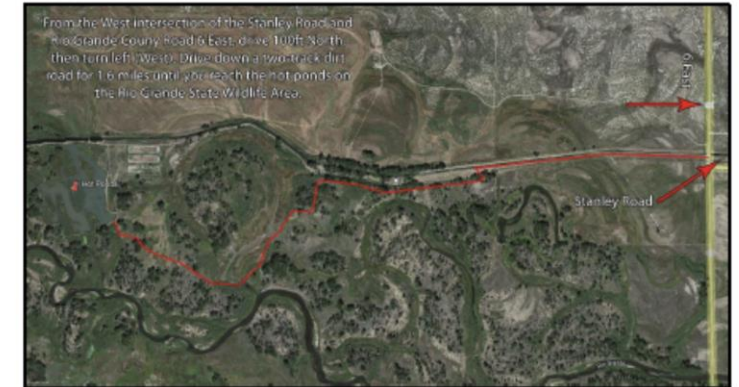 From the West intersection of the Stanley Road and
Rio Grande Couny Road 6 East, drive 100ft North
then torn left (West). Drive down a two-track dirt
road for 1.6 miles until you reach the hot ponds on
the Rio Grande State Wildlife Area.
6 East
Stanley Road